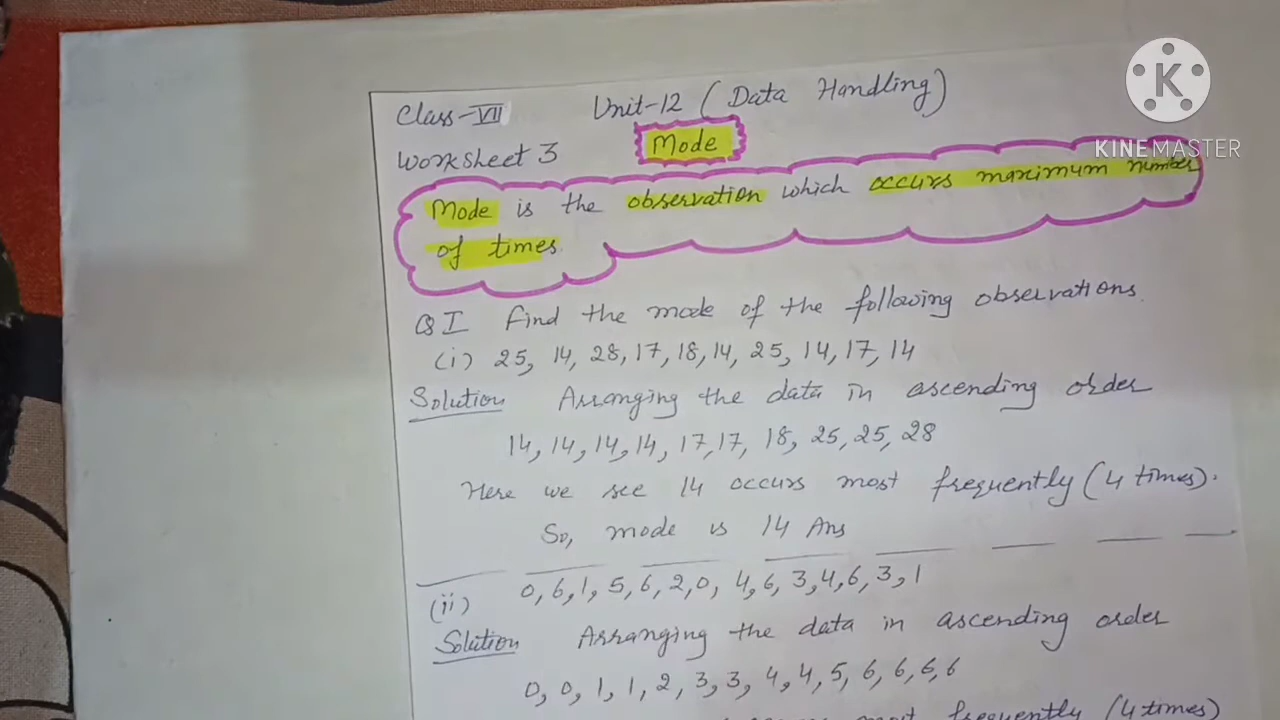 Class-VII Unit-12 (Data Handling)
Worksheet 3 Mode
K
KINEMASTER
Mode is the observation which occurs maximum number
of times.
Q I Find the mode of the following observations.
(i) 25, 14, 28, 17, 18, 14, 25, 14, 17, 14
Solution Arranging the data in ascending order
14, 14, 14, 14, 17, 17, 18, 25, 25, 28
Here we see 14 occurs most frequently (4 times).
So, mode is 14 Ans
(ii) 0, 6, 1, 5, 6, 2, 0, 4, 6, 3, 4, 6, 3, 1
Solution Arranging the data in ascending order
0, 0, 1, 1, 2, 3, 3, 4, 4, 5, 6, 6, 6, 6
most frequently (4 times)